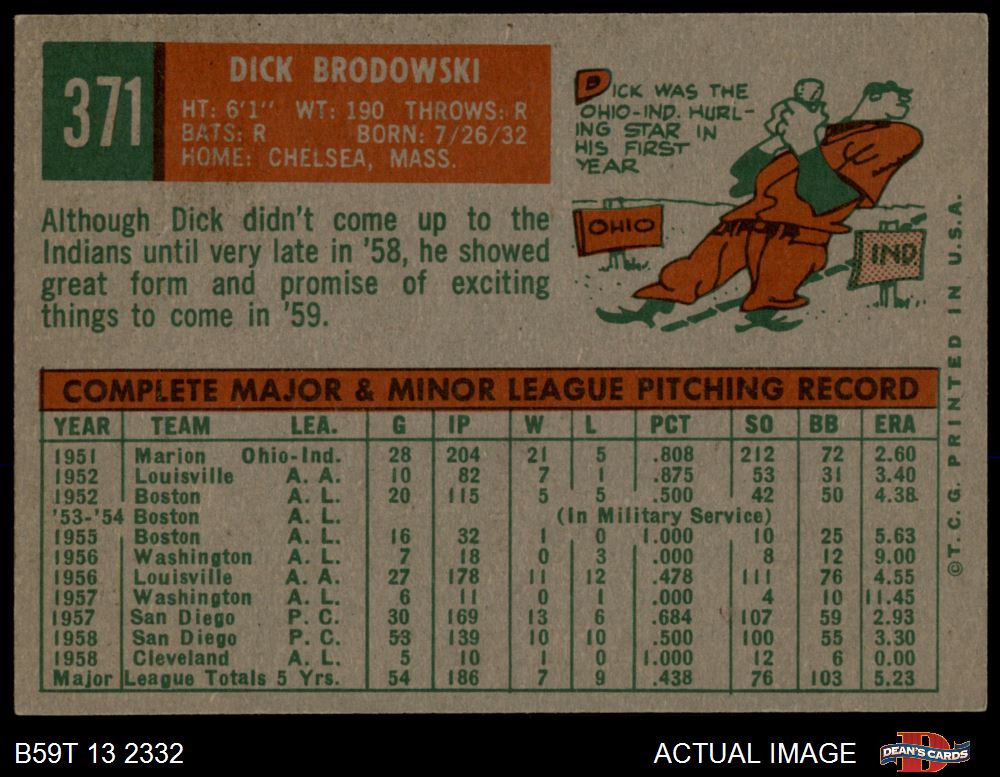 371
DICK BRODOWSKI
HT: 6'1" WT: 190 THROWS: R
BATS: R BORN: 7/26/32
HOME: CHELSEA, MASS.
DICK WAS THE
OHIO-IND. HURL-
ING STAR IN
HIS FIRST
YEAR
OHIO
IND
Although Dick didn't come up to the
Indians until very late in '58, he showed
great form and promise of exciting
things to come in '59.
COMPLETE MAJOR & MINOR LEAGUE PITCHING RECORD
YEAR TEAM LEA. G IP W L PCT SO BB ERA
1951 Marion Ohio-Ind. 28 204 21 5 .808 212 72 2.60
1952 Louisville A. A. 10 82 7 1 .875 53 31 3.40
1952 Boston A. L. 20 115 5 5 .500 42 50 4.38
'53-'54 Boston A. L. (In Military Service)
1955 Boston A. L. 16 32 1 0 1.000 10 25 5.63
1956 Washington A. L. 7 18 0 3 .000 8 12 9.00
1956 Louisville A. A. 27 178 11 12 .478 111 76 4.55
1957 Washington A. L. 6 11 0 1 .000 4 10 11.45
1957 San Diego P. C. 30 169 13 6 .684 107 59 2.93
1958 San Diego P. C. 53 139 10 10 .500 100 55 3.30
1958 Cleveland A. L. 5 10 1 0 1.000 12 6 0.00
Major League Totals 5 Yrs. 54 186 7 9 .438 76 103 5.23
©T. C. G. PRINTED IN U.S.A.
B59T 13 2332
ACTUAL IMAGE
D
DEAN'S CARDS